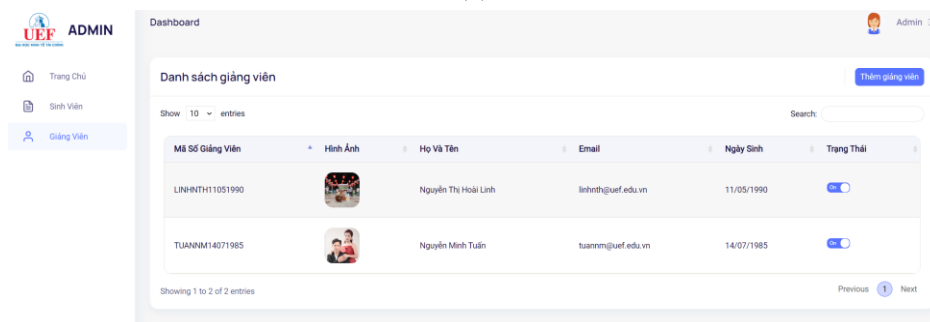 UEF ADMIN
Dashboard
Admin
Trang Chủ
Sinh Viên
Giảng Viên
Danh sách giảng viên
Thêm giảng viên
Show 10 entries
Search:
Mã Số Giảng Viên Hình Ảnh Họ Và Tên Email Ngày Sinh Trạng Thái
LINHNTH11051990 Nguyễn Thị Hoài Linh linhnth@uef.edu.vn 11/05/1990 On
TUANNM14071985 Nguyễn Minh Tuấn tuannm@uef.edu.vn 14/07/1985 On
Showing 1 to 2 of 2 entries
Previous 1 Next